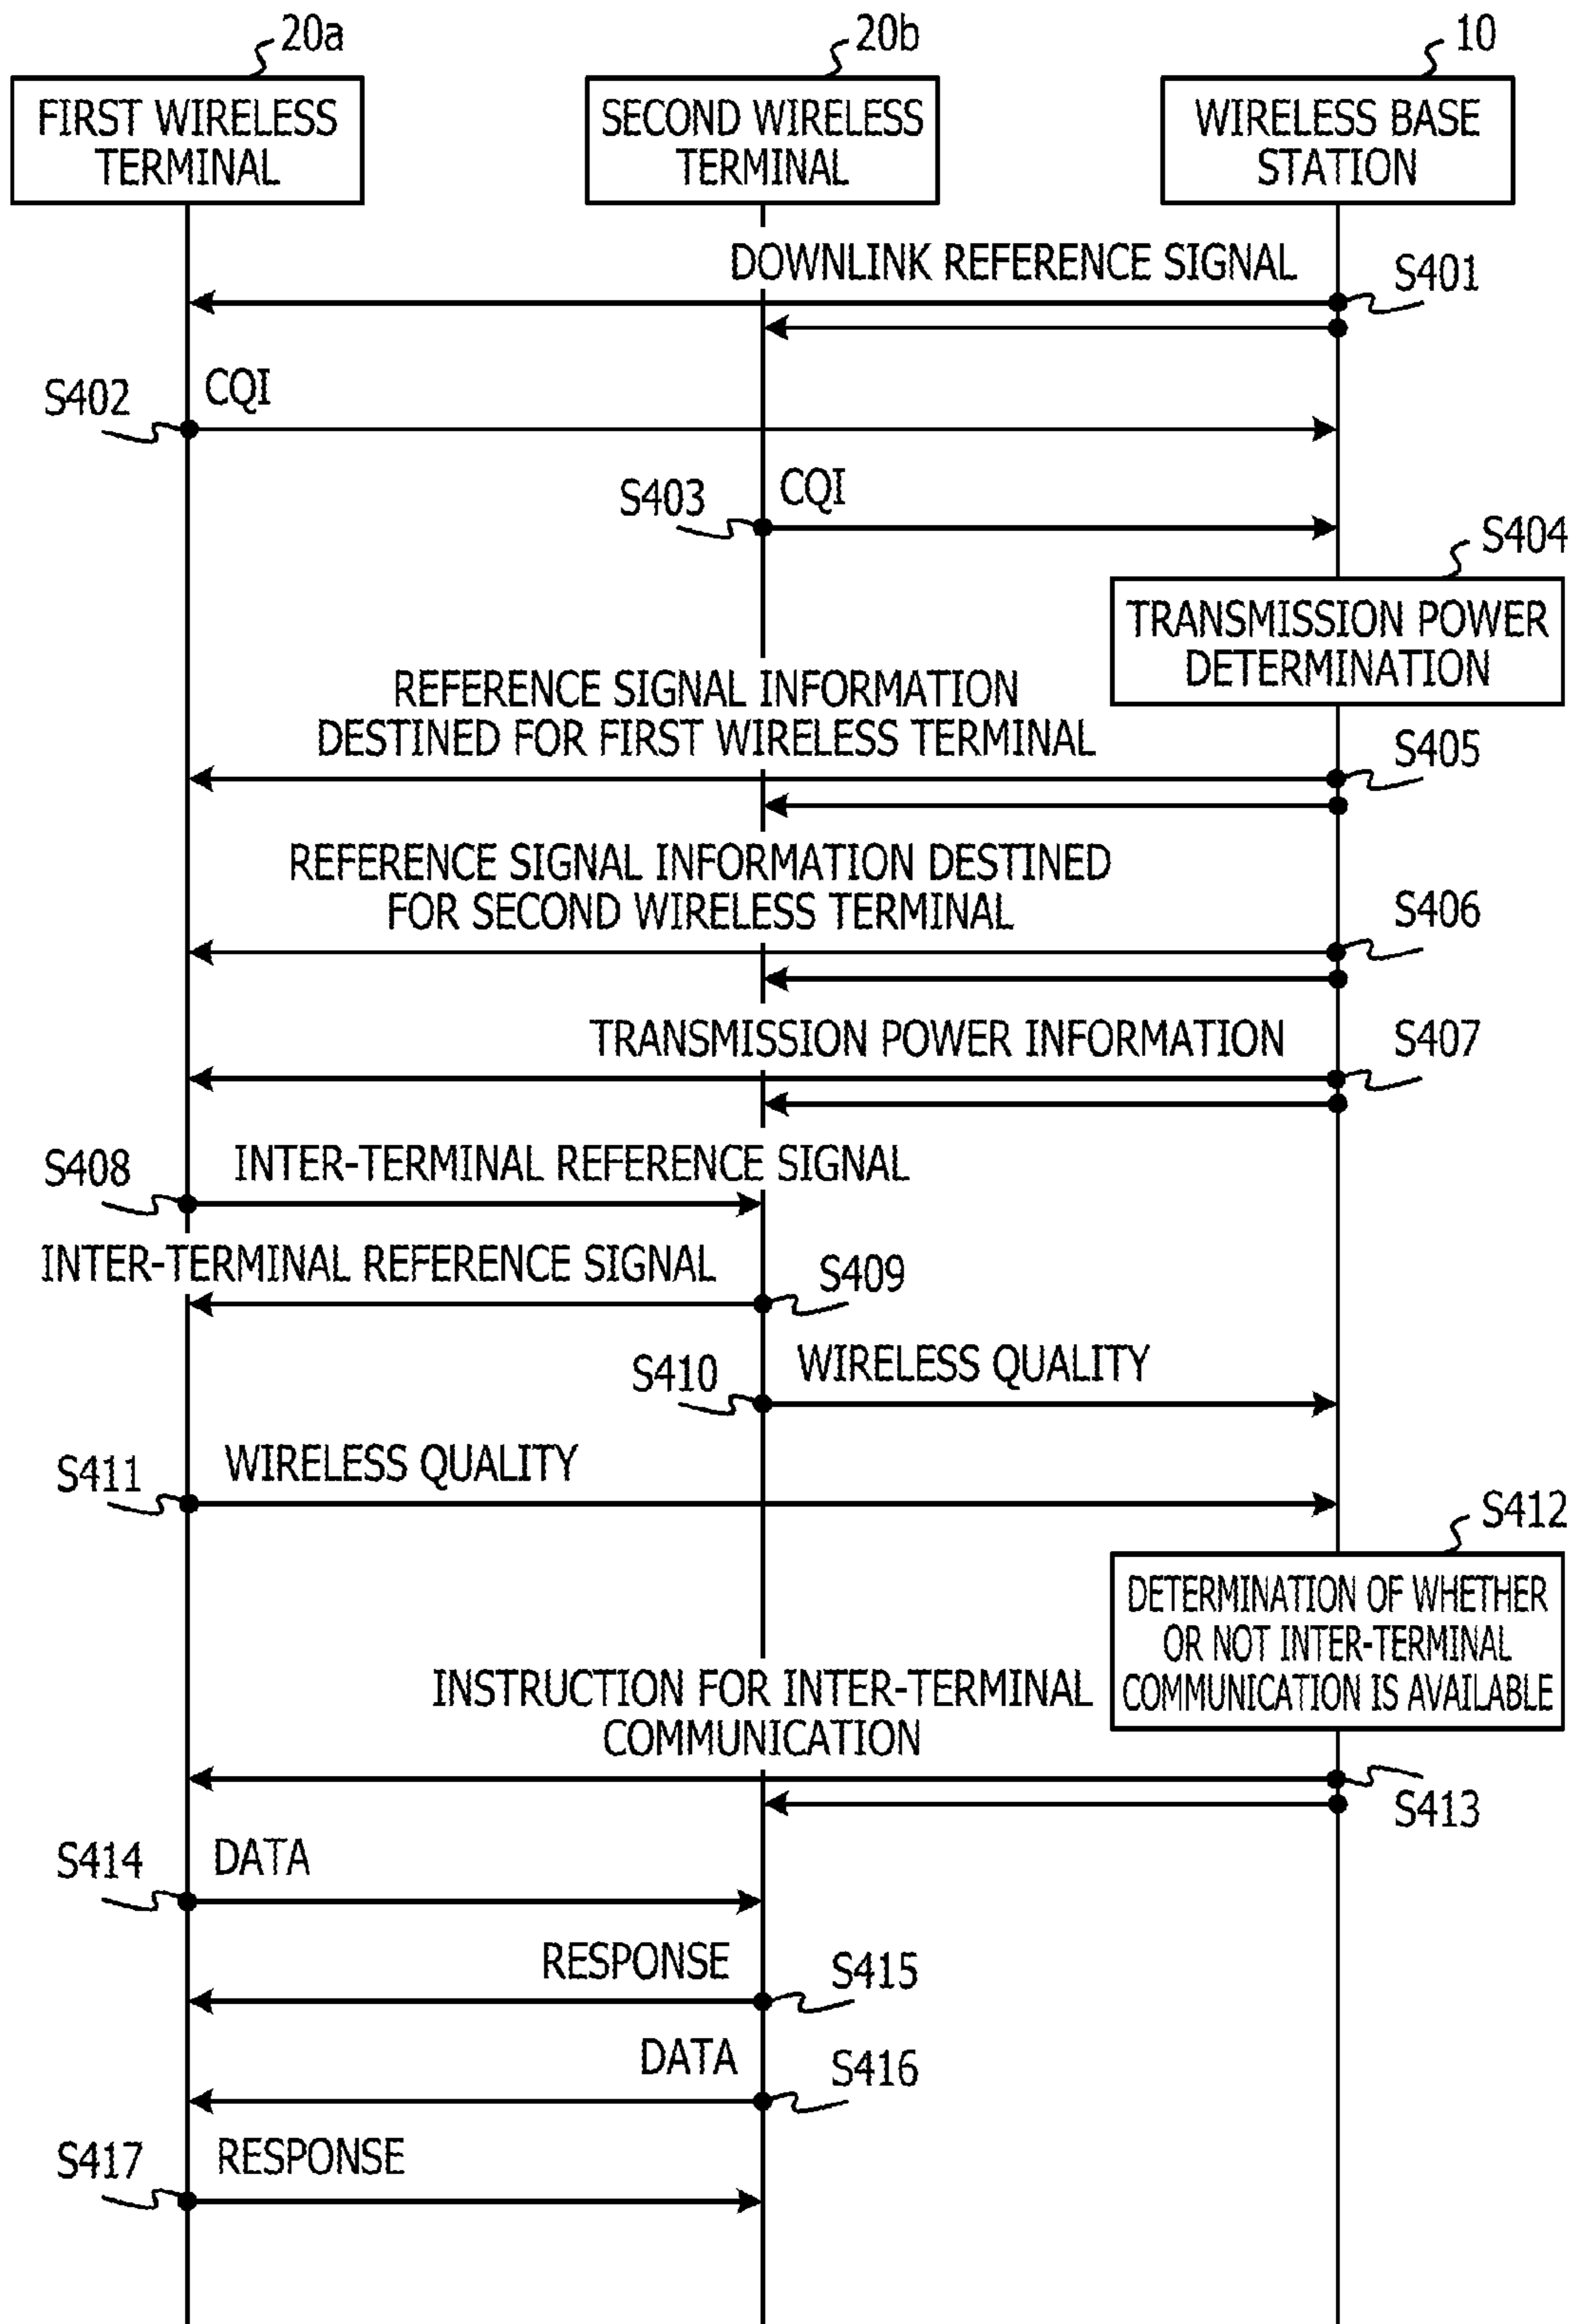 20a
20b
10
FIRST WIRELESS
TERMINAL
SECOND WIRELESS
TERMINAL
WIRELESS BASE
STATION
DOWNLINK REFERENCE SIGNAL
S401
S402
CQI
S403
CQI
S404
TRANSMISSION POWER
DETERMINATION
REFERENCE SIGNAL INFORMATION
DESTINED FOR FIRST WIRELESS TERMINAL
S405
REFERENCE SIGNAL INFORMATION DESTINED
FOR SECOND WIRELESS TERMINAL
S406
TRANSMISSION POWER INFORMATION
S407
S408
INTER-TERMINAL REFERENCE SIGNAL
INTER-TERMINAL REFERENCE SIGNAL
S409
S410
WIRELESS QUALITY
S411
WIRELESS QUALITY
S412
DETERMINATION OF WHETHER
OR NOT INTER-TERMINAL
COMMUNICATION IS AVAILABLE
INSTRUCTION FOR INTER-TERMINAL
COMMUNICATION
S413
S414
DATA
RESPONSE
S415
DATA
S416
S417
RESPONSE